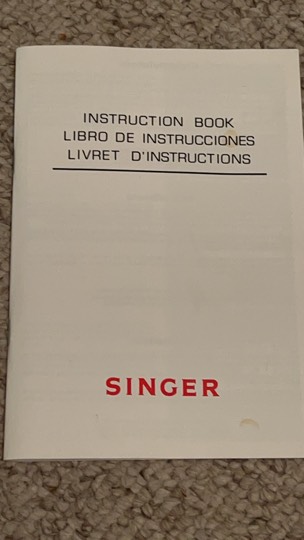 INSTRUCTION BOOK
LIBRO DE INSTRUCCIONES
LIVRET D'INSTRUCTIONS
SINGER